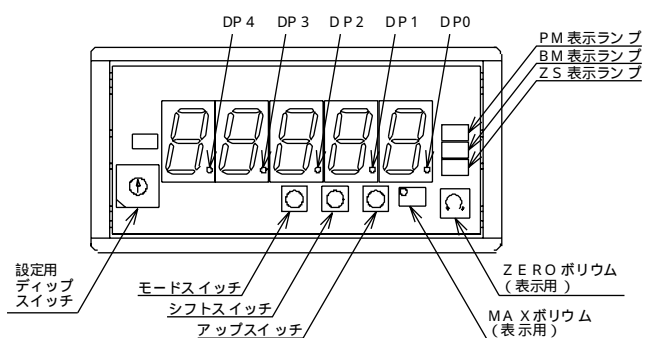 DP4 DP3 DP2 DP1 DP0
PM表示ランプ
BM表示ランプ
ZS表示ランプ
設定用
ディップ
スイッチ
モードスイッチ
シフトスイッチ
アップスイッチ
ZEROボリウム
(表示用)
MAXボリウム
(表示用)